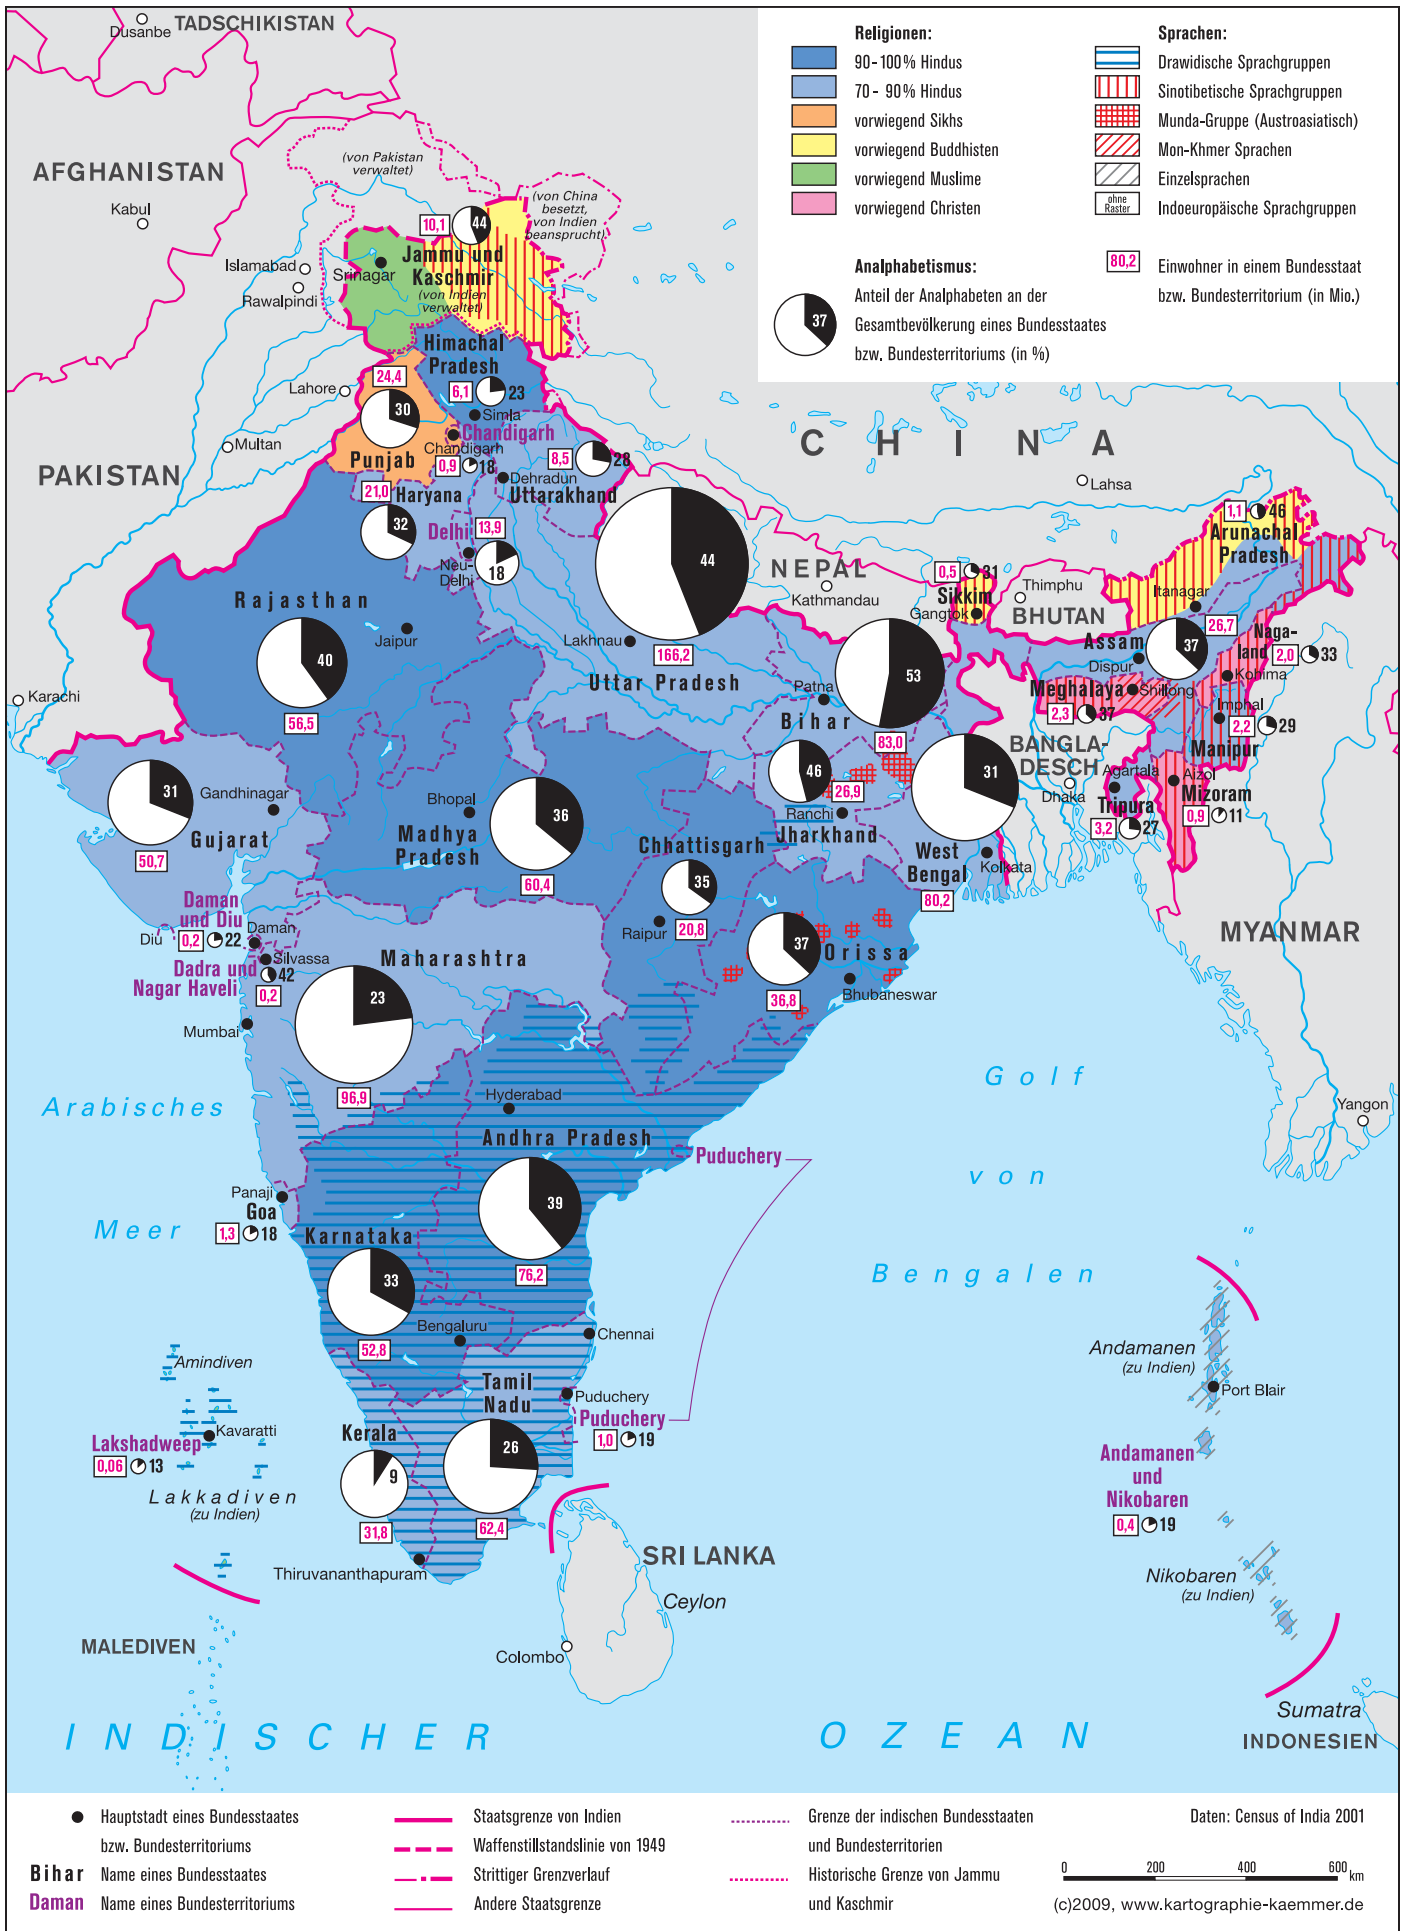 Religionen:
90-100% Hindus
70- 90% Hindus
vorwiegend Sikhs
vorwiegend Buddhisten
vorwiegend Muslime
vorwiegend Christen
Sprachen:
Drawidische Sprachgruppen
Sinotibetische Sprachgruppen
Munda-Gruppe (Austroasiatisch)
Mon-Khmer Sprachen
Einzelsprachen
ohne
Raster
Indoeuropäische Sprachgruppen
Analphabetismus:
37
Anteil der Analphabeten an der
Gesamtbevölkerung eines Bundesstaates
bzw. Bundesterritoriums (in %)
80,2
Einwohner in einem Bundesstaat
bzw. Bundesterritorium (in Mio.)
Dusanbe
TADSCHIKISTAN
AFGHANISTAN
Kabul
(von Pakistan
verwaltet)
(von China
besetzt,
von Indien
beansprucht)
10,1
44
Jammu und
Kaschmir
(von Indien
verwaltet)
Srinagar
Islamabad
Rawalpindi
Himachal
Pradesh
6,1
23
Simla
Lahore
24,4
30
Punjab
Chandigarh
Chandigarh
0,9
18
Multan
PAKISTAN
8,5
28
Dehradun
Uttarakhand
21,0
Haryana
32
Delhi
13,9
Neu-
Delhi
18
CHINA
Lhasa
44
Lakhnau
166,2
Uttar Pradesh
NEPAL
Kathmandau
0,5
31
Sikkim
Gangtok
Thimphu
BHUTAN
1,1
46
Arunachal
Pradesh
Itanagar
26,7
Assam
37
Dispur
Naga-
land
2,0
33
Kohima
Meghalaya
Shillong
2,3
37
Imphal
2,2
29
Manipur
Rajasthan
Jaipur
40
56,5
Karachi
Patna
53
Bihar
83,0
BANGLA-
DESCH
Dhaka
Agartala
Tripura
3,2
27
Aizol
Mizoram
0,9
11
31
Gandhinagar
Gujarat
50,7
Bhopal
Madhya
Pradesh
36
60,4
46
26,9
Ranchi
Jharkhand
31
West
Bengal
Kolkata
80,2
Chhattisgarh
35
Raipur
20,8
37
Orissa
36,8
Bhubaneswar
MYANMAR
Yangon
Daman
und Diu
Diu
0,2
22
Daman
Silvassa
Dadra und
Nagar Haveli
42
0,2
Maharashtra
23
Mumbai
96,9
Arabisches
Meer
Hyderabad
Andhra Pradesh
39
76,2
Puduchery
Golf
von
Bengalen
Panaji
Goa
1,3
18
Karnataka
33
52,8
Bengaluru
Chennai
Amindiven
Kavaratti
Lakshadweep
0,06
13
Lakkadiven
(zu Indien)
Kerala
9
31,8
Tamil
Nadu
26
62,4
Puduchery
Puduchery
1,0
19
Thiruvananthapuram
Andamanen
(zu Indien)
Port Blair
Andamanen
und
Nikobaren
0,4
19
Nikobaren
(zu Indien)
SRI LANKA
Ceylon
Colombo
MALEDIVEN
INDISCHER OZEAN
Sumatra
INDONESIEN
Hauptstadt eines Bundesstaates
bzw. Bundesterritoriums
Bihar Name eines Bundesstaates
Daman Name eines Bundesterritoriums
Staatsgrenze von Indien
Waffenstillstandslinie von 1949
Strittiger Grenzverlauf
Andere Staatsgrenze
Grenze der indischen Bundesstaaten
und Bundesterritorien
Historische Grenze von Jammu
und Kaschmir
Daten: Census of India 2001
0 200 400 600 km
(c)2009, www.kartographie-kaemmer.de